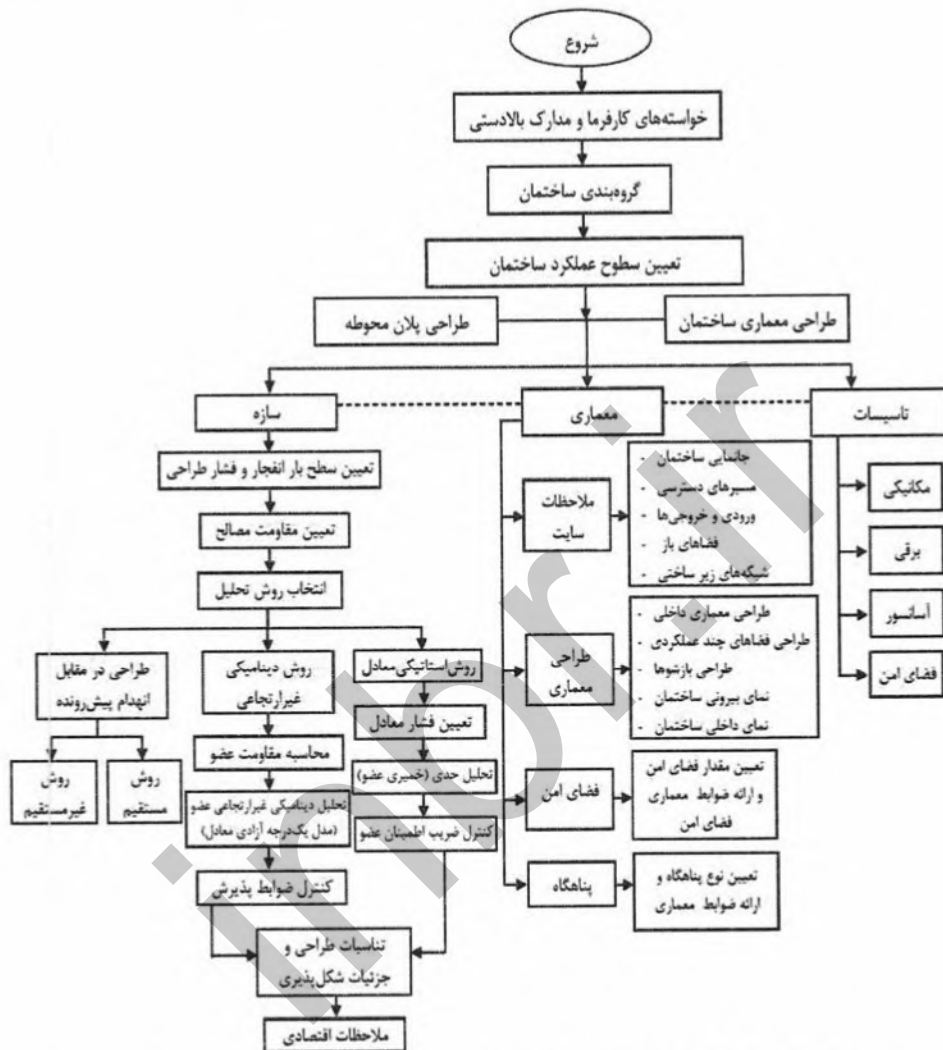 شروع
خواسته‌های کارفرما و مدارک بالادستی
گروه‌بندی ساختمان
تعیین سطوح عملکرد ساختمان
طراحی معماری ساختمان
طراحی پلان محوطه
تاسیسات
معماری
سازه
مکانیکی
برقی
آسانسور
فضای امن
ملاحظات
سایت
- جانمایی ساختمان
- مسیرهای دسترسی
- ورودی و خروجی‌ها
- فضاهای باز
- شبکه‌های زیر ساختی
طراحی
معماری
- طراحی معماری داخلی
- طراحی فضاهای چند عملکردی
- طراحی بازشوها
- نمای بیرونی ساختمان
- نمای داخلی ساختمان
فضای امن
تعیین مقدار فضای امن
و ارائه ضوابط معماری
فضای امن
پناهگاه
تعیین نوع پناهگاه و
ارائه ضوابط معماری
تعیین سطح بار انفجار و فشار طراحی
تعیین مقاومت مصالح
انتخاب روش تحلیل
روش استاتیکی معادل
تعیین فشار معادل
تحلیل حدی (خمیری عضو)
کنترل ضریب اطمینان عضو
روش دینامیکی
غیرارتجاعی
محاسبه مقاومت عضو
تحلیل دینامیکی غیرارتجاعی عضو
(مدل یک‌درجه آزادی معادل)
کنترل ضوابط پذیرش
طراحی در مقابل
انهدام پیش‌رونده
روش
مستقیم
روش
غیرمستقیم
تناسبات طراحی و
جزئیات شکل‌پذیری
ملاحظات اقتصادی
inbr.ir